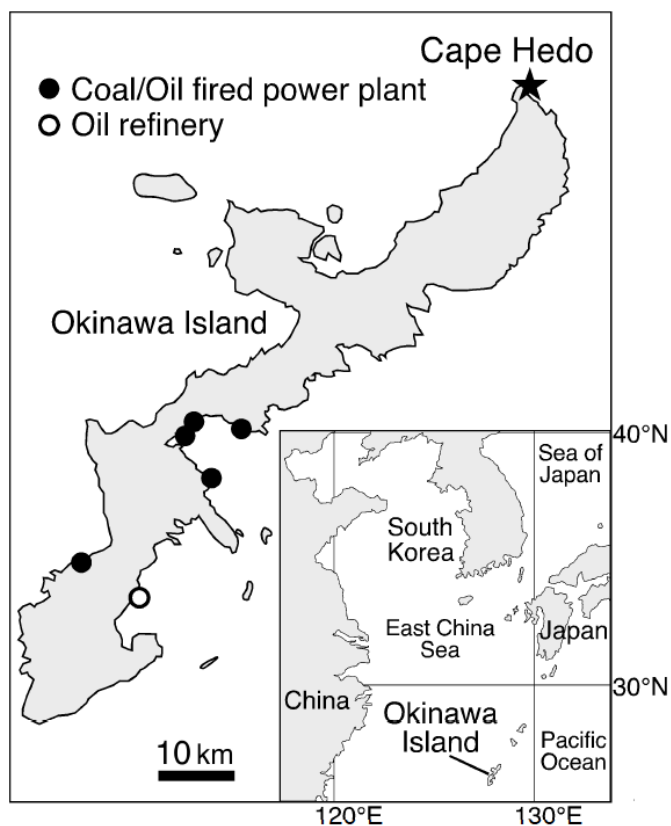 Cape Hedo
Coal/Oil fired power plant
Oil refinery
Okinawa Island
10 km
40°N
Sea of
Japan
South
Korea
East China
Sea
Japan
30°N
China
Okinawa
Island
Pacific
Ocean
120°E
130°E